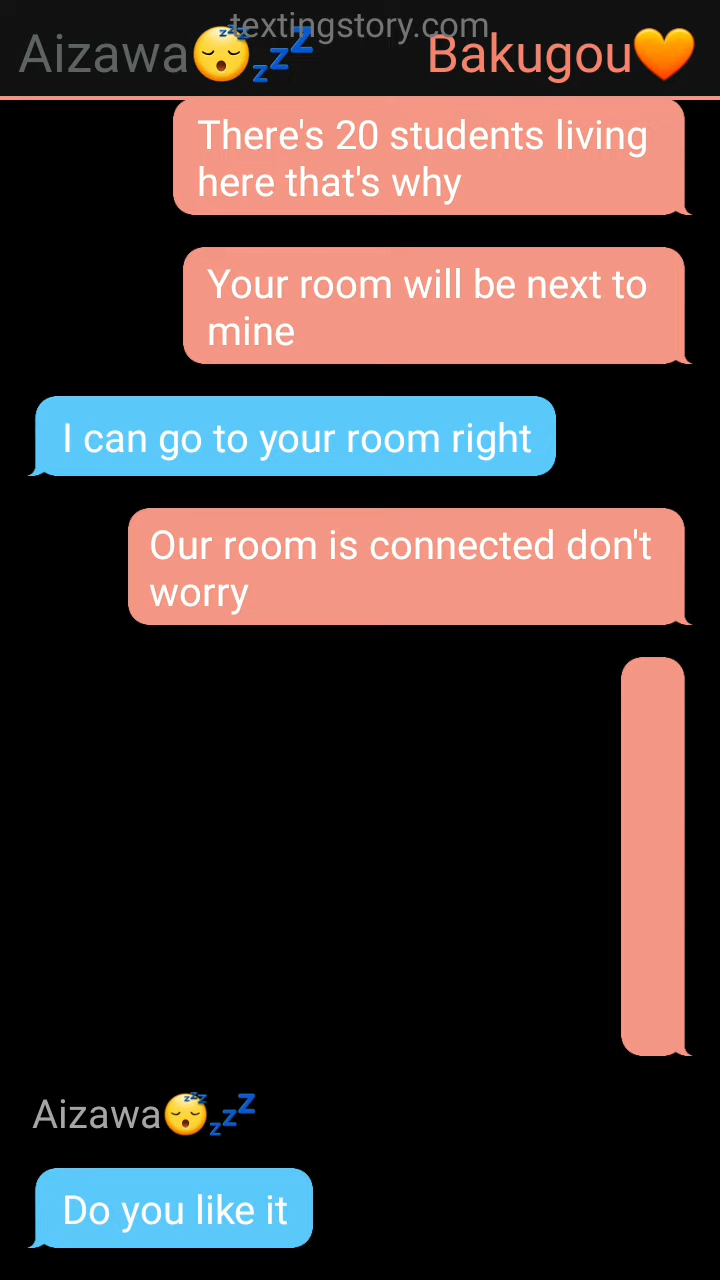 textingstory.com
Aizawa😴💤 Bakugou🧡
There's 20 students living
here that's why
Your room will be next to
mine
I can go to your room right
Our room is connected don't
worry
Aizawa😴💤
Do you like it